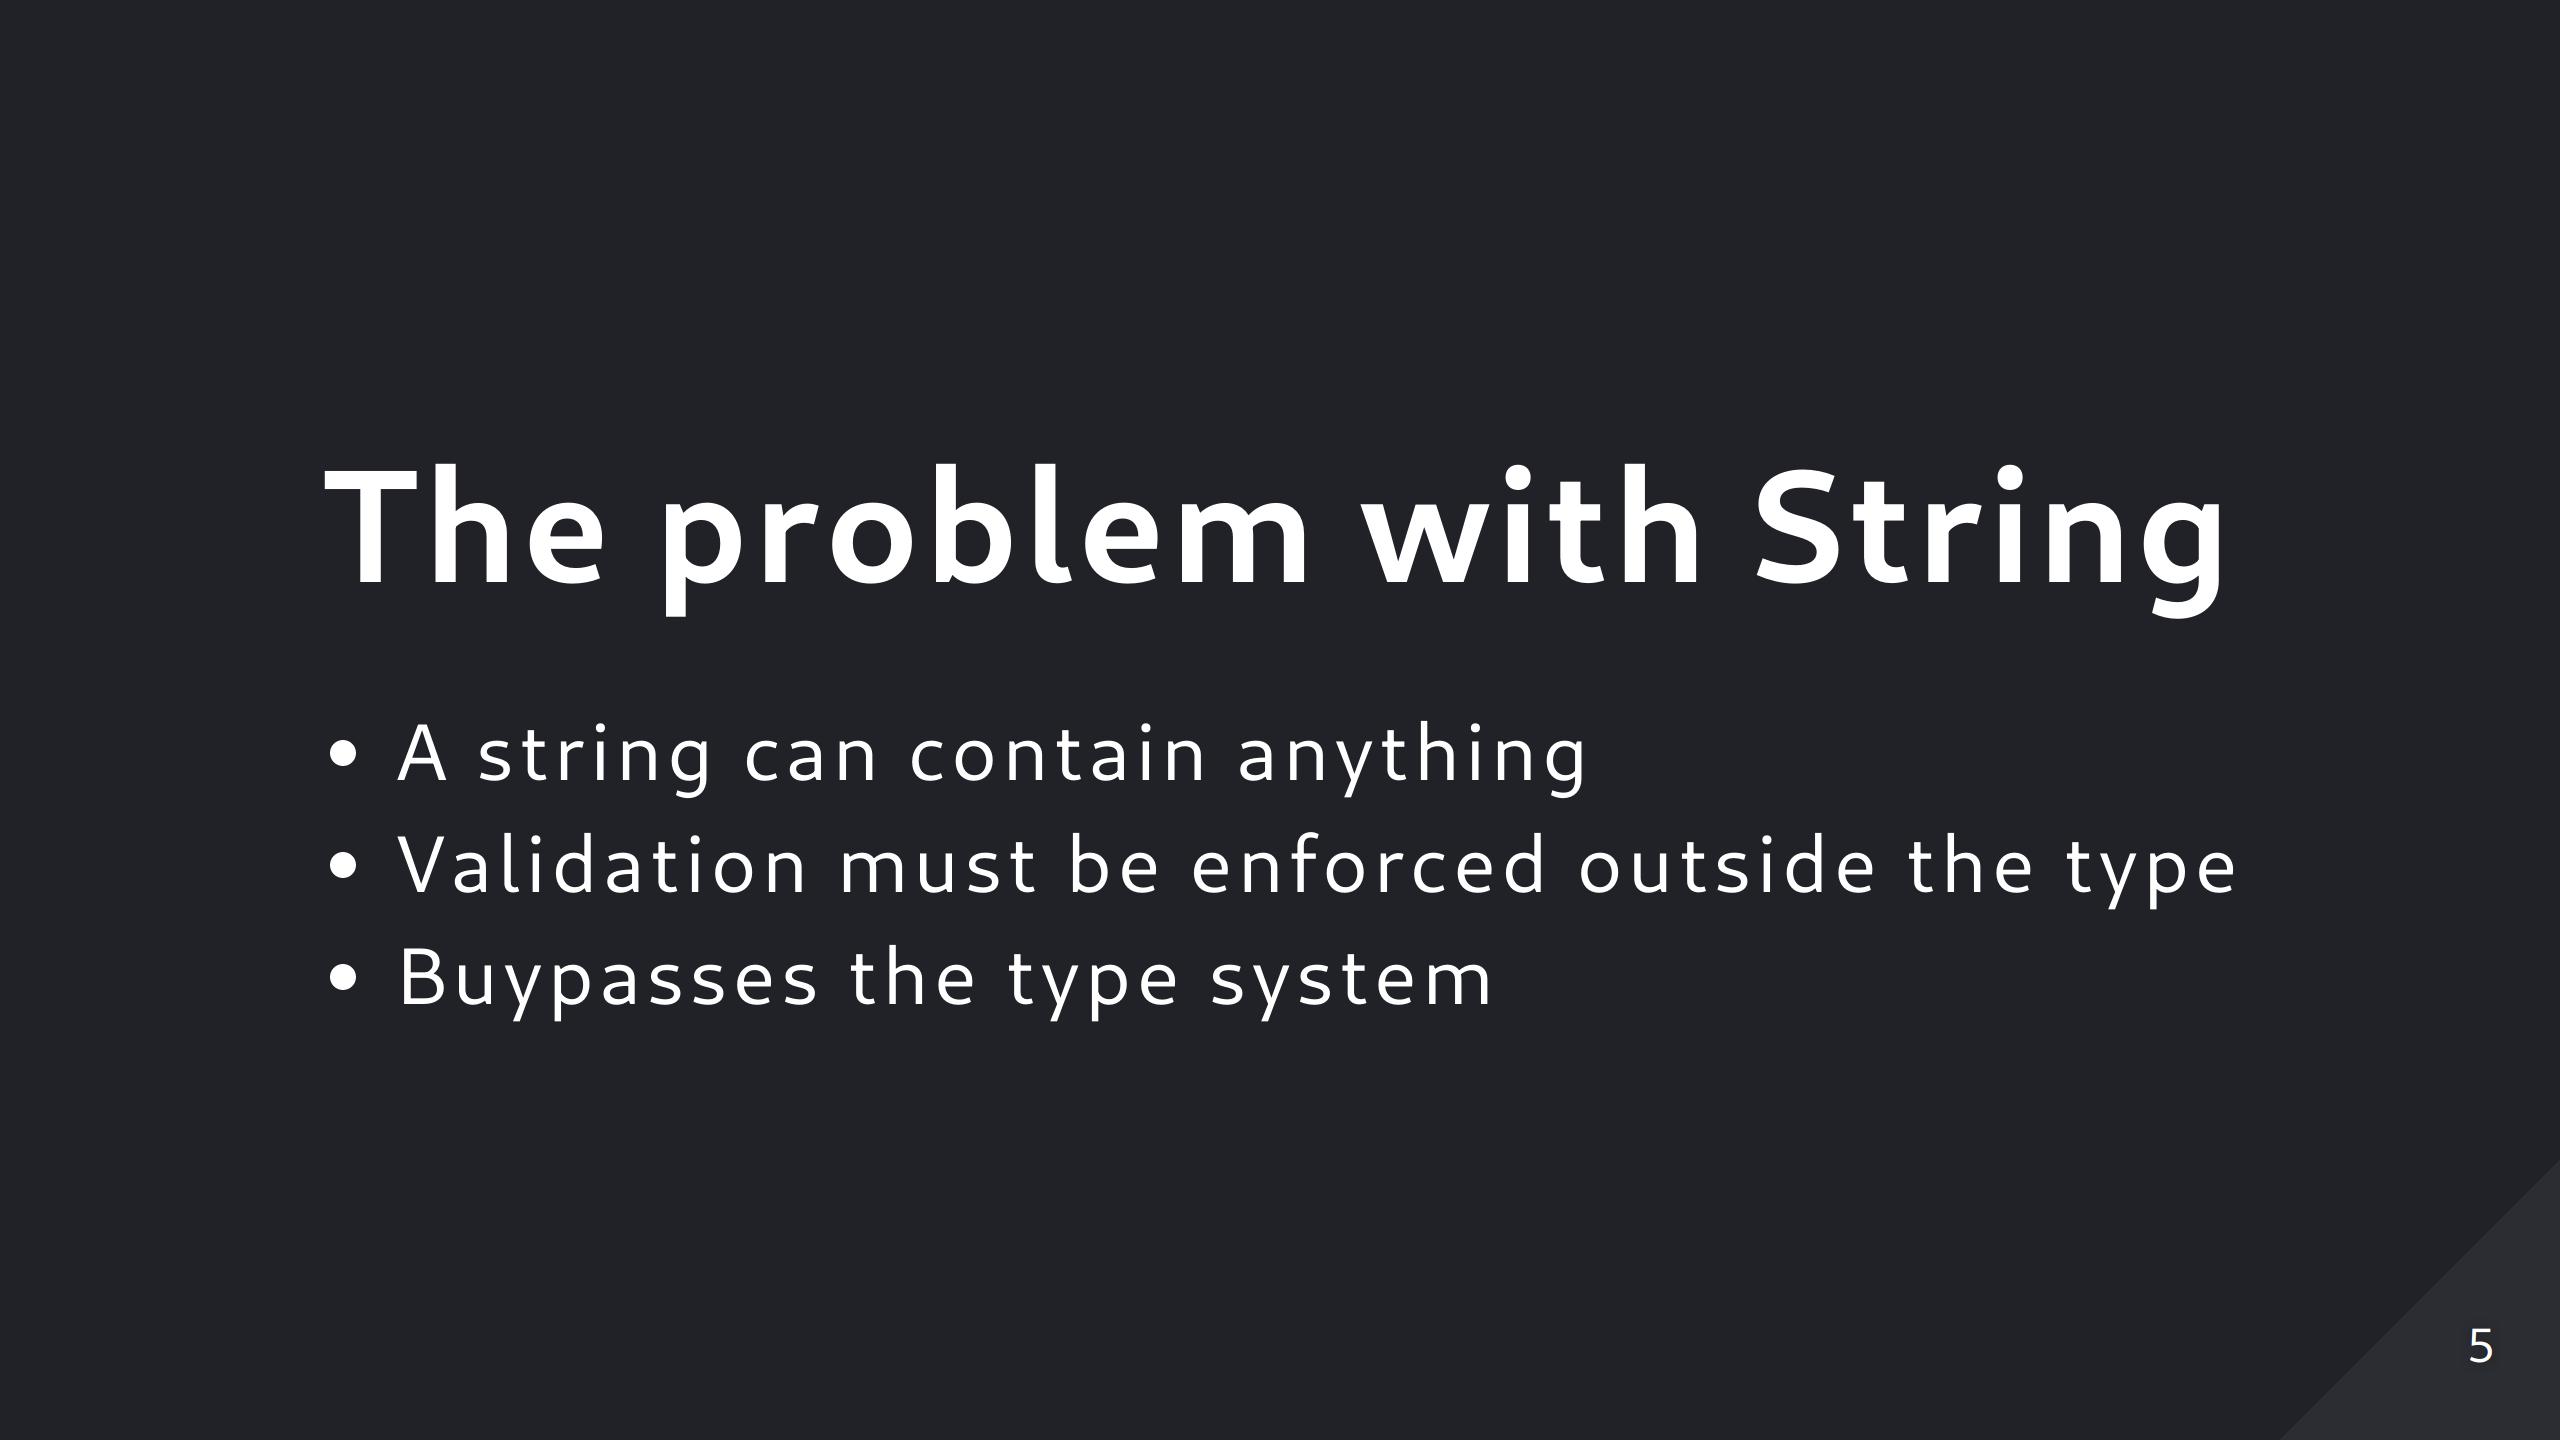 The problem with String
• A string can contain anything
• Validation must be enforced outside the type
• Buypasses the type system
5